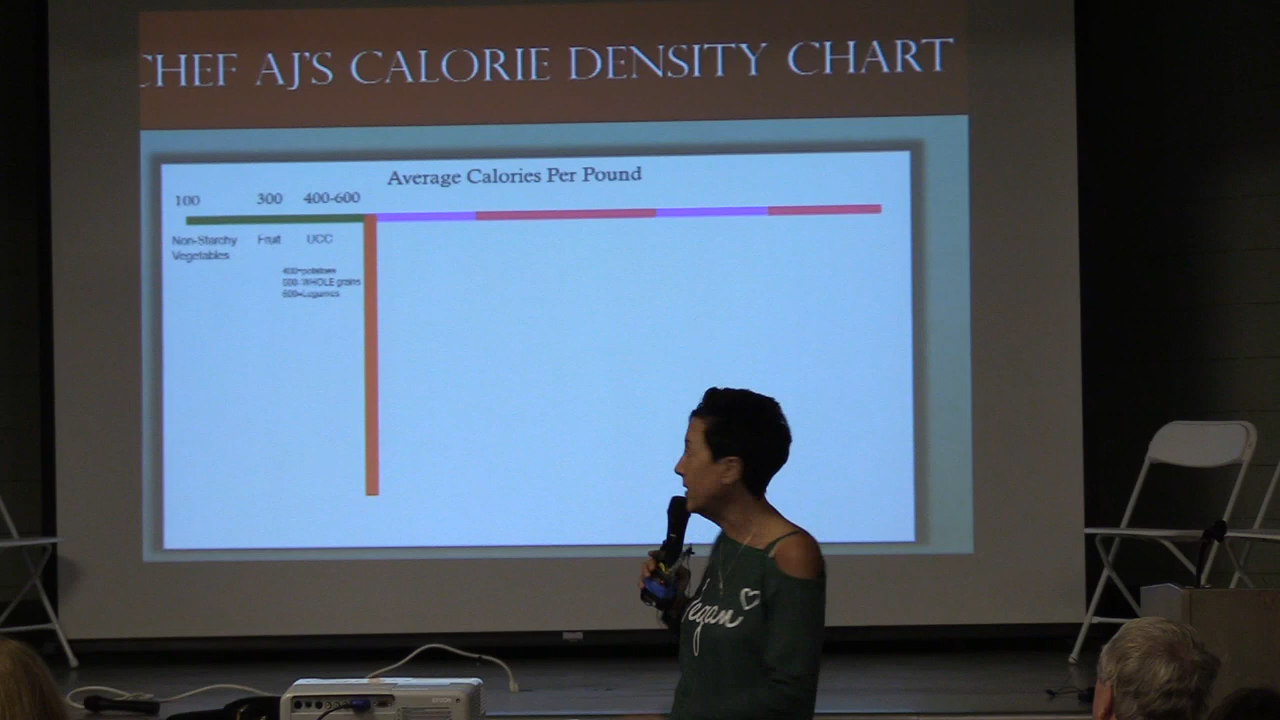 CHEF AJ'S CALORIE DENSITY CHART
Average Calories Per Pound
100 300 400-600
Non-Starchy Vegetables
Fruit
UCC
400=potatoes
500-WHOLE grains
600=Legumes
Vegan
EPSON